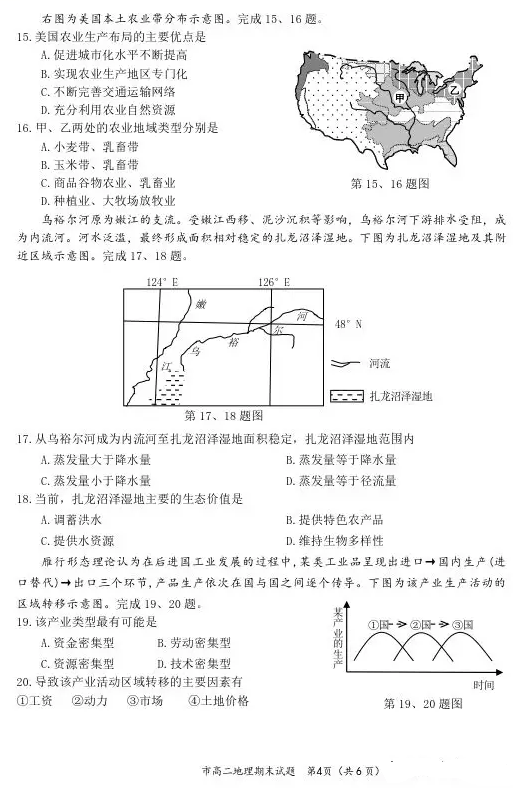 右图为美国本土农业带分布示意图。完成15、16题。
15.美国农业生产布局的主要优点是
A.促进城市化水平不断提高
B.实现农业生产地区专门化
C.不断完善交通运输网络
D.充分利用农业自然资源
16.甲、乙两处的农业地域类型分别是
A.小麦带、乳畜带
B.玉米带、乳畜带
C.商品谷物农业、乳畜业
D.种植业、大牧场放牧业
甲
乙
第15、16题图
乌裕尔河原为嫩江的支流。受嫩江西移、泥沙沉积等影响，乌裕尔河下游排水受阻，成
为内流河。河水泛滥，最终形成面积相对稳定的扎龙沼泽湿地。下图为扎龙沼泽湿地及其附
近区域示意图。完成17、18题。
124°E
126°E
嫩
河
尔
48°N
裕
乌
江
河流
扎龙沼泽湿地
第17、18题图
17.从乌裕尔河成为内流河至扎龙沼泽湿地面积稳定，扎龙沼泽湿地范围内
A.蒸发量大于降水量 B.蒸发量等于降水量
C.蒸发量小于降水量 D.蒸发量等于径流量
18.当前，扎龙沼泽湿地主要的生态价值是
A.调蓄洪水 B.提供特色农产品
C.提供水资源 D.维持生物多样性
雁行形态理论认为在后进国工业发展的过程中，某类工业品呈现出进口→国内生产(进
口替代)→出口三个环节，产品生产依次在国与国之间逐个传导。下图为该产业生产活动的
区域转移示意图。完成19、20题。
19.该产业类型最有可能是
A.资金密集型 B.劳动密集型
C.资源密集型 D.技术密集型
20.导致该产业活动区域转移的主要因素有
①工资 ②动力 ③市场 ④土地价格
某产业的生产
①国→②国→③国
时间
第19、20题图
市高二地理期末试题 第4页（共6页）